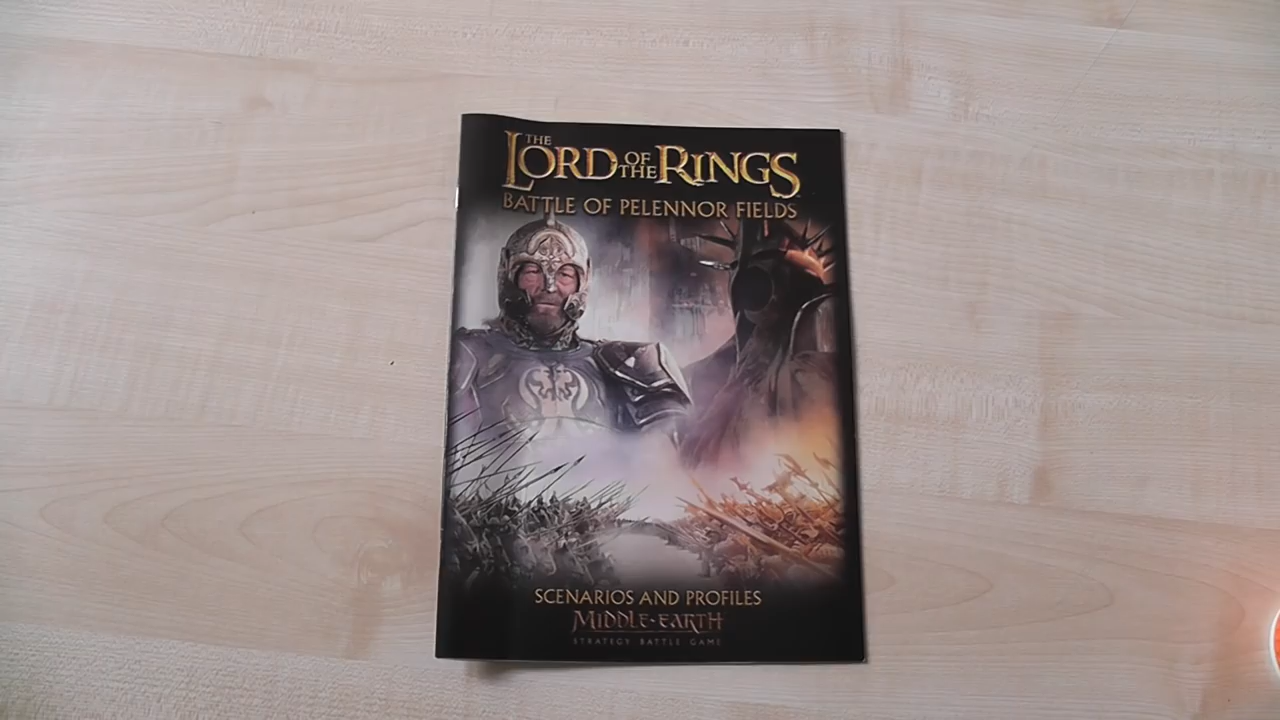 THE LORD OF THE RINGS
BATTLE OF PELENNOR FIELDS
SCENARIOS AND PROFILES
MIDDLE-EARTH
STRATEGY BATTLE GAME